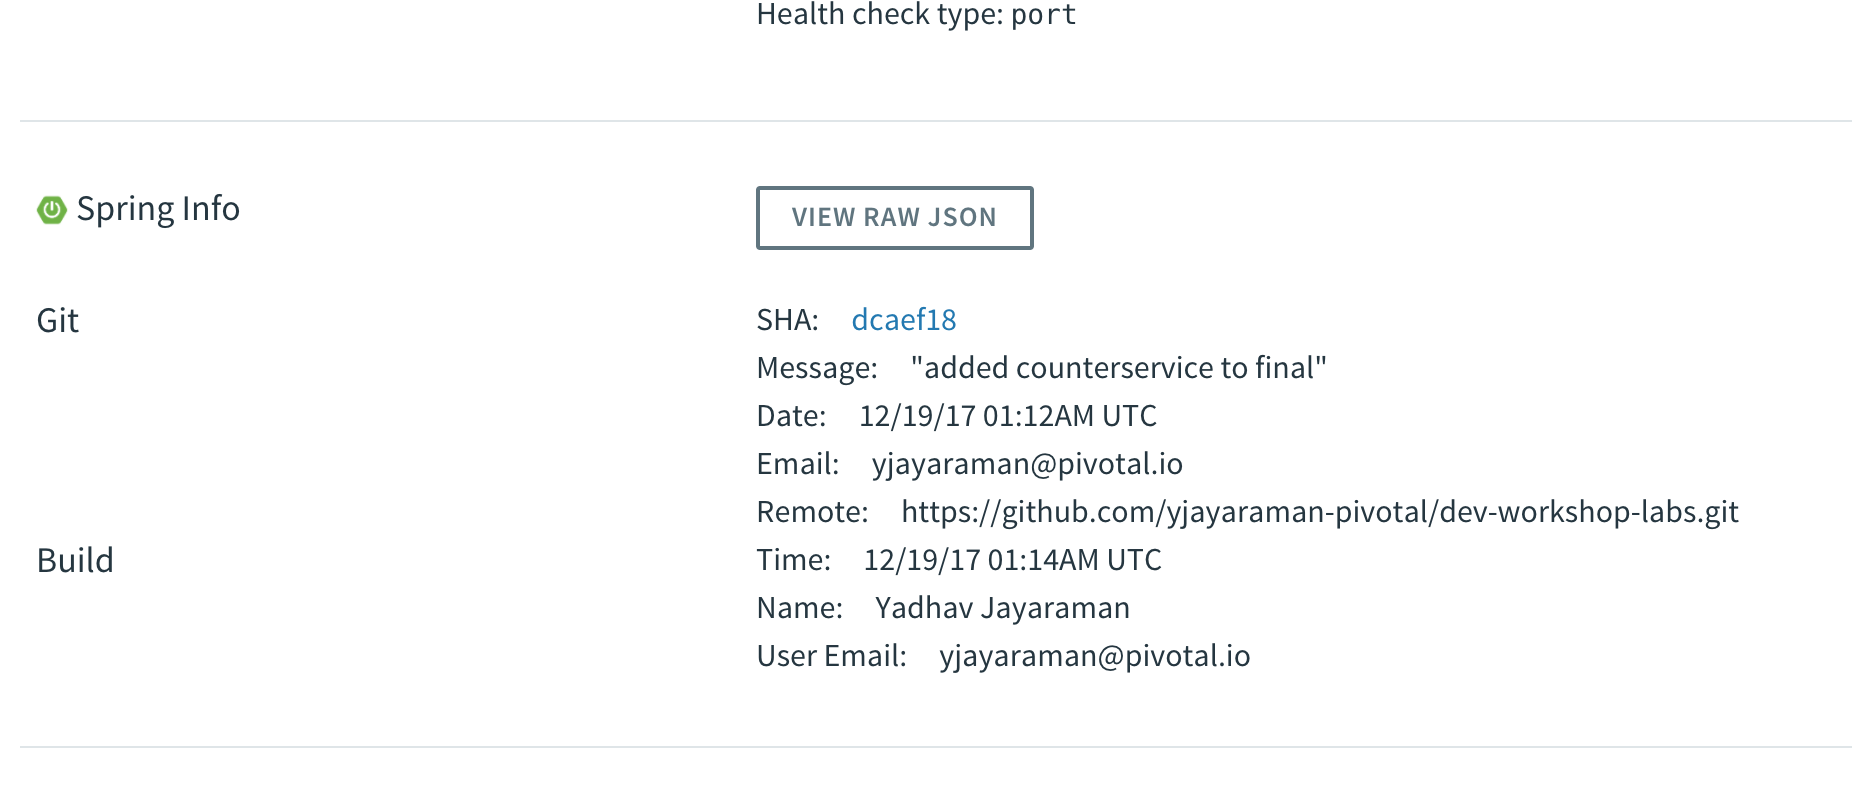 Health check type: port
Spring Info
VIEW RAW JSON
Git
SHA: dcaef18
Message: "added counterservice to final"
Date: 12/19/17 01:12AM UTC
Email: yjayaraman@pivotal.io
Remote: https://github.com/yjayaraman-pivotal/dev-workshop-labs.git
Build
Time: 12/19/17 01:14AM UTC
Name: Yadhav Jayaraman
User Email: yjayaraman@pivotal.io